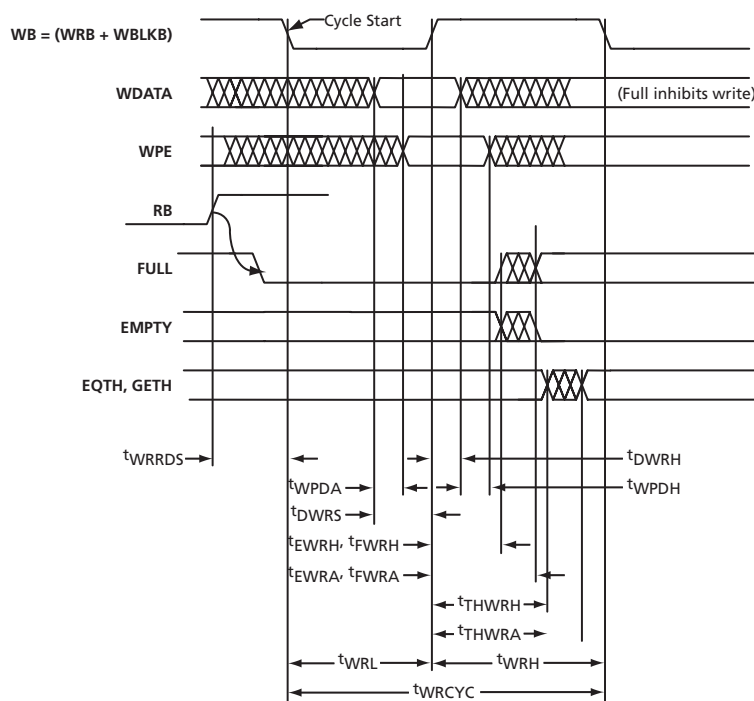 Cycle Start
WB = (WRB + WBLKB)
WDATA
(Full inhibits write)
WPE
RB
FULL
EMPTY
EQTH, GETH
tWRRDS
tDWRH
tWPDA
tWPDH
tDWRS
tEWRH, tFWRH
tEWRA, tFWRA
tTHWRH
tTHWRA
tWRL
tWRH
tWRCYC